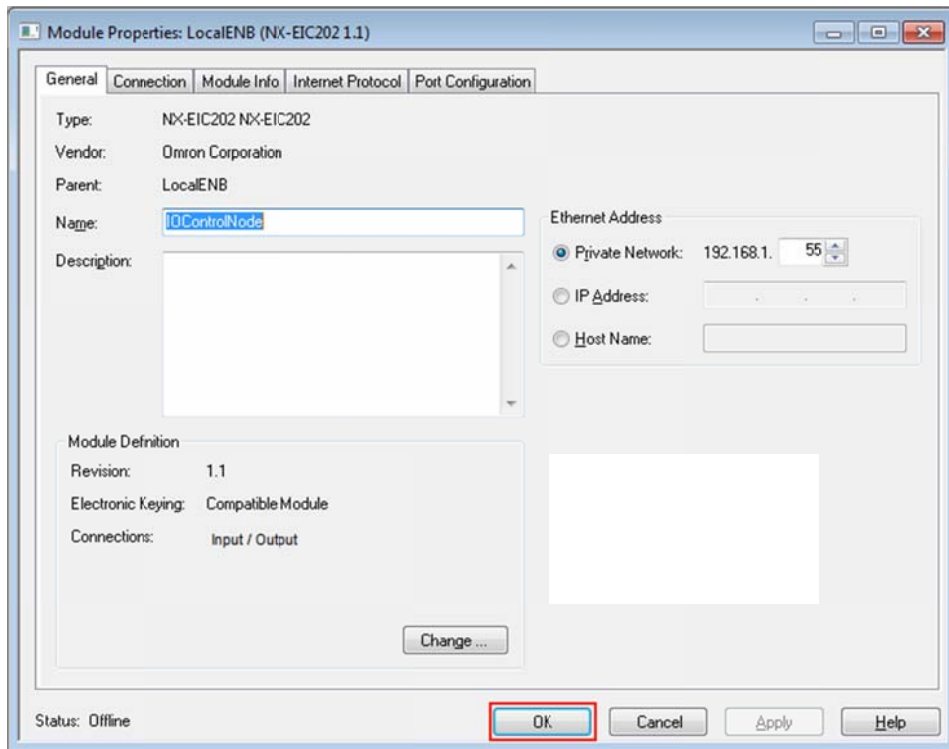 Module Properties: LocalENB (NX-EIC202 1.1)
General Connection Module Info Internet Protocol Port Configuration
Type: NX-EIC202 NX-EIC202
Vendor: Omron Corporation
Parent: LocalENB
Name: IOControlNode
Description:
Ethernet Address
Private Network: 192.168.1. 55
IP Address: . . .
Host Name:
Module Defnition
Revision: 1.1
Electronic Keying: Compatible Module
Connections: Input / Output
Change ...
Status: Offline
OK Cancel Apply Help